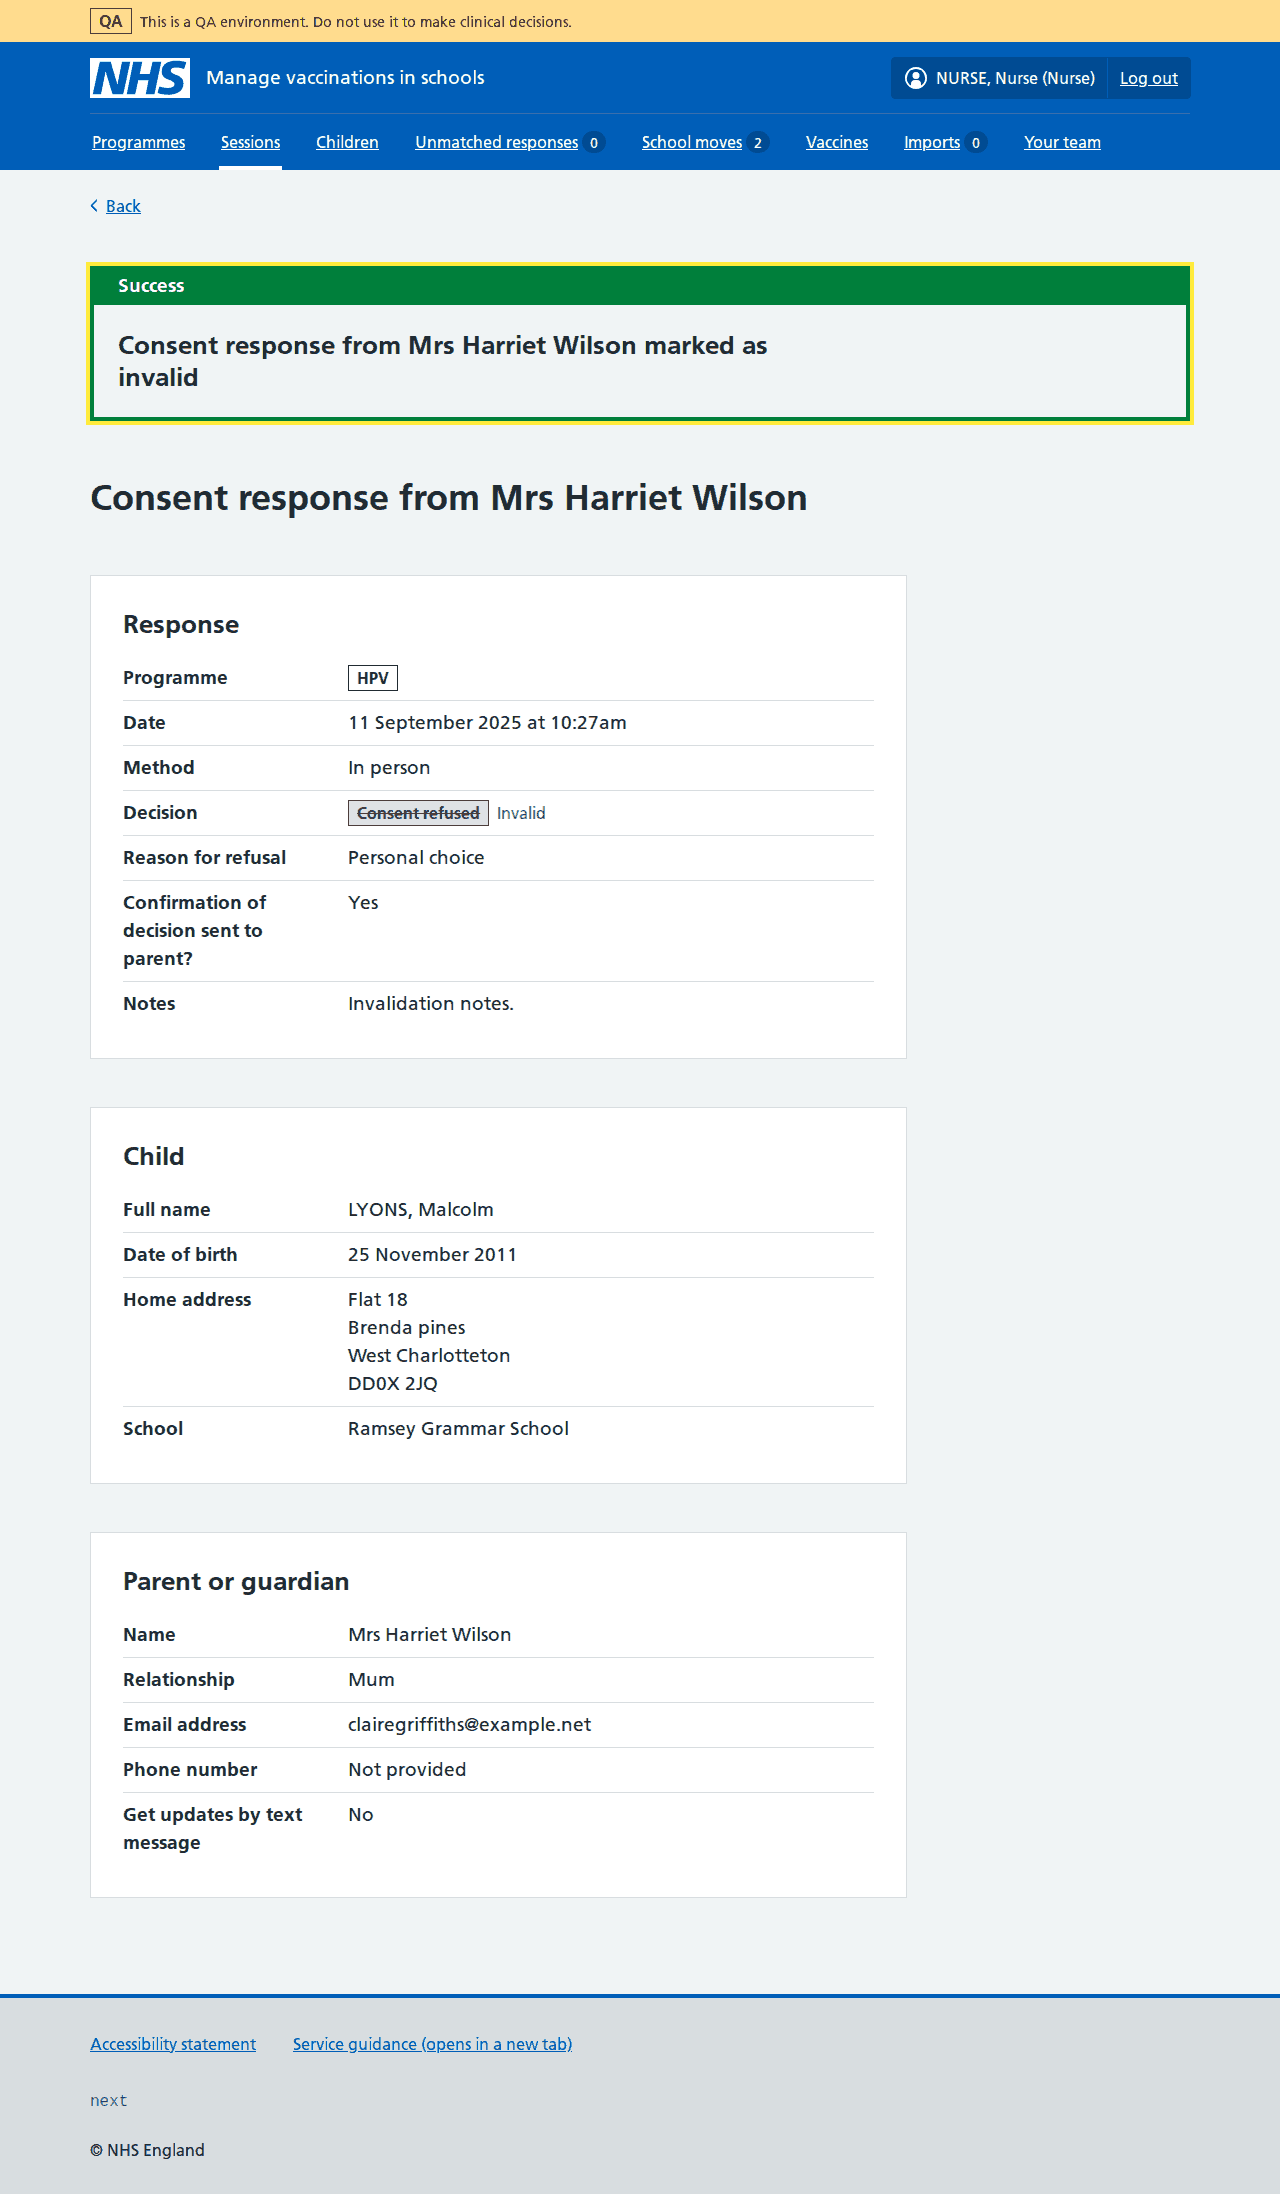 QA This is a QA environment. Do not use it to make clinical decisions.
NHS Manage vaccinations in schools NURSE, Nurse (Nurse) Log out
Programmes Sessions Children Unmatched responses 0 School moves 2 Vaccines Imports 0 Your team
Back
Success
Consent response from Mrs Harriet Wilson marked as
invalid
Consent response from Mrs Harriet Wilson
Response
Programme HPV
Date 11 September 2025 at 10:27am
Method In person
Decision Consent refused Invalid
Reason for refusal Personal choice
Confirmation of Yes
decision sent to
parent?
Notes Invalidation notes.
Child
Full name LYONS, Malcolm
Date of birth 25 November 2011
Home address Flat 18
Brenda pines
West Charlotteton
DD0X 2JQ
School Ramsey Grammar School
Parent or guardian
Name Mrs Harriet Wilson
Relationship Mum
Email address clairegriffiths@example.net
Phone number Not provided
Get updates by text No
message
Accessibility statement Service guidance (opens in a new tab)
next
© NHS England